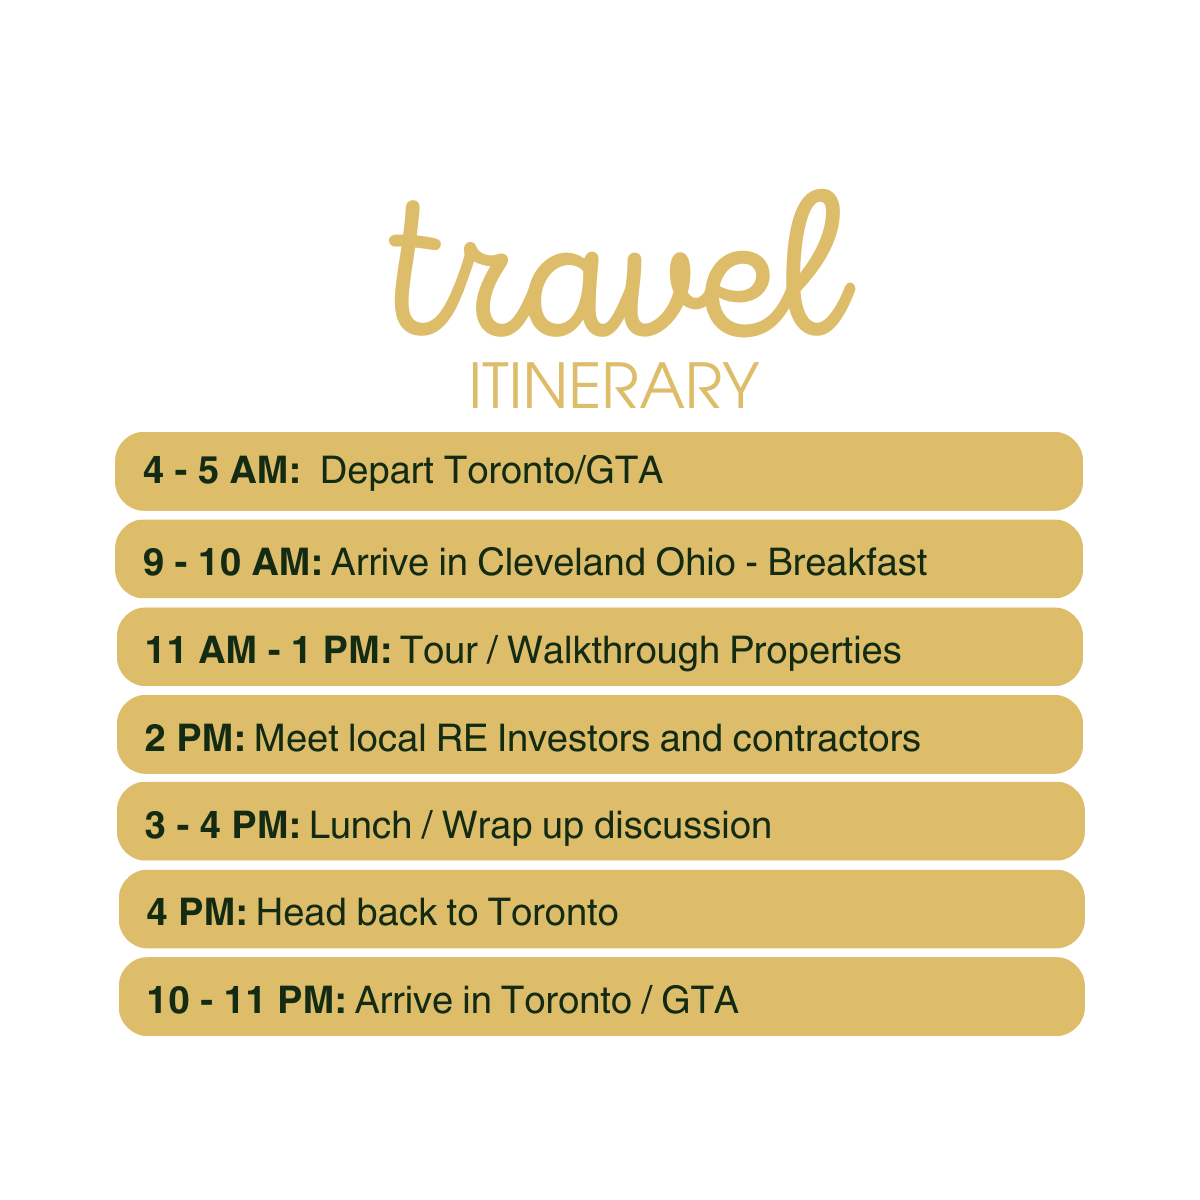 travel
ITINERARY
4 - 5 AM: Depart Toronto/GTA
9 - 10 AM: Arrive in Cleveland Ohio - Breakfast
11 AM - 1 PM: Tour / Walkthrough Properties
2 PM: Meet local RE Investors and contractors
3 - 4 PM: Lunch / Wrap up discussion
4 PM: Head back to Toronto
10 - 11 PM: Arrive in Toronto / GTA